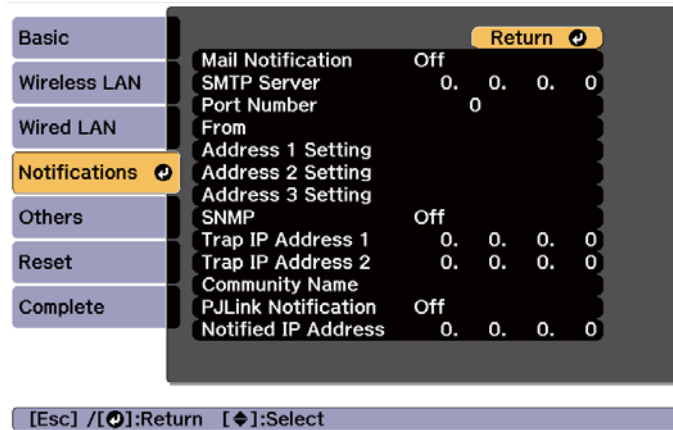 Basic
Wireless LAN
Wired LAN
Notifications
Others
Reset
Complete
Return
Mail Notification Off
SMTP Server 0. 0. 0. 0
Port Number 0
From
Address 1 Setting
Address 2 Setting
Address 3 Setting
SNMP Off
Trap IP Address 1 0. 0. 0. 0
Trap IP Address 2 0. 0. 0. 0
Community Name
PJLink Notification Off
Notified IP Address 0. 0. 0. 0
[Esc] /[⏎]:Return [◆]:Select